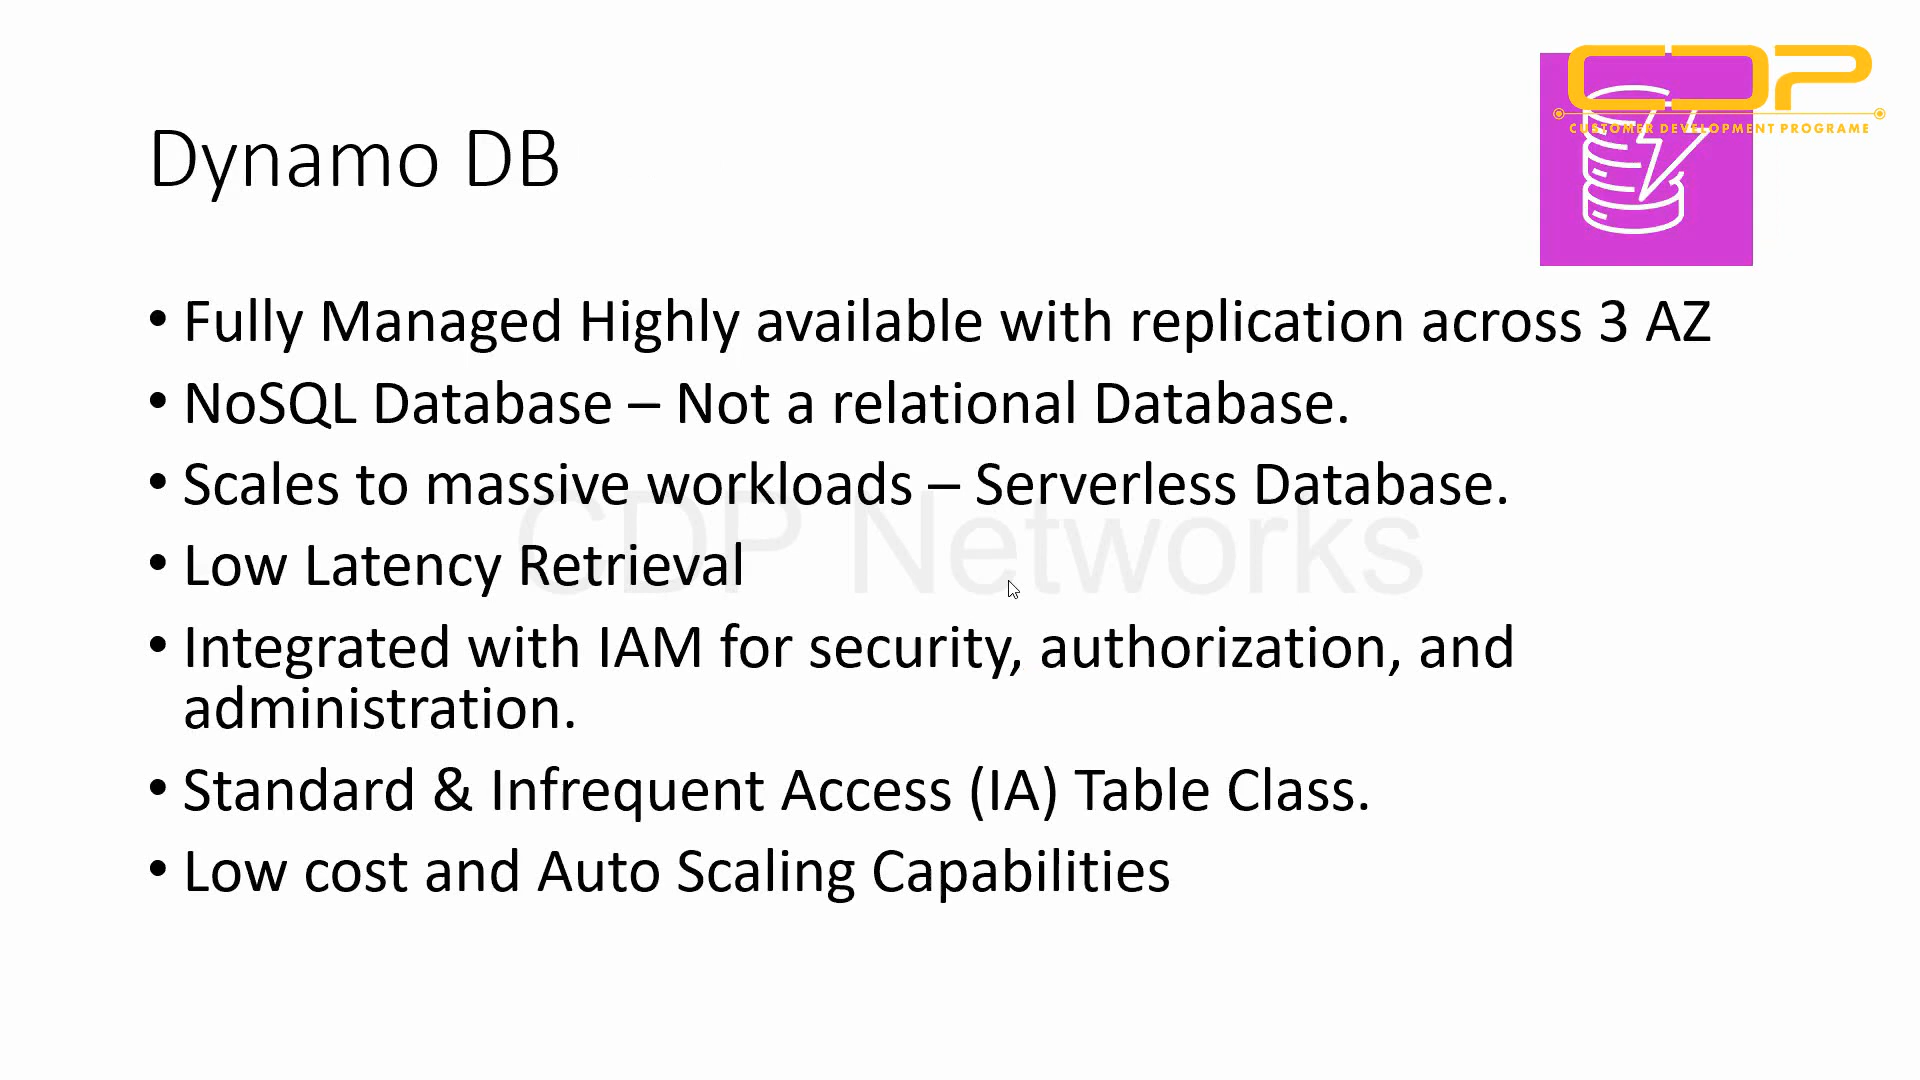 CDP
CUSTOMER DEVELOPMENT PROGRAME
Dynamo DB
• Fully Managed Highly available with replication across 3 AZ
• NoSQL Database – Not a relational Database.
• Scales to massive workloads – Serverless Database.
CDP Networks
• Low Latency Retrieval
• Integrated with IAM for security, authorization, and
administration.
• Standard & Infrequent Access (IA) Table Class.
• Low cost and Auto Scaling Capabilities